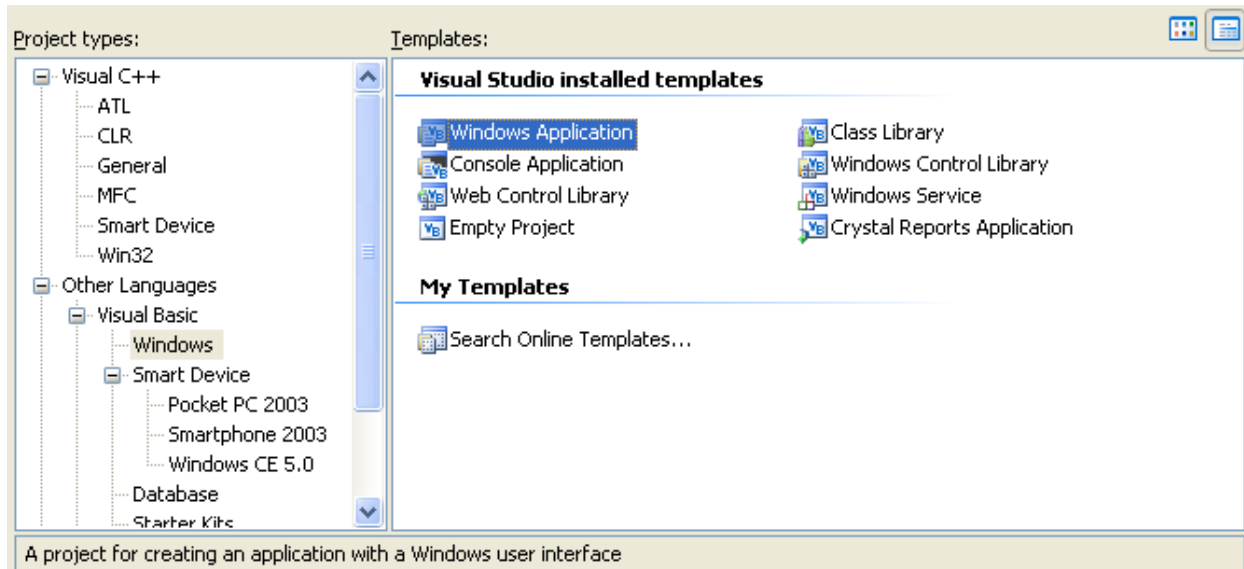 Project types:
Templates:
Visual C++
ATL
CLR
General
MFC
Smart Device
Win32
Other Languages
Visual Basic
Windows
Smart Device
Pocket PC 2003
Smartphone 2003
Windows CE 5.0
Database
Starter Kits
Visual Studio installed templates
Windows Application
Class Library
Console Application
Windows Control Library
Web Control Library
Windows Service
Empty Project
Crystal Reports Application
My Templates
Search Online Templates...
A project for creating an application with a Windows user interface